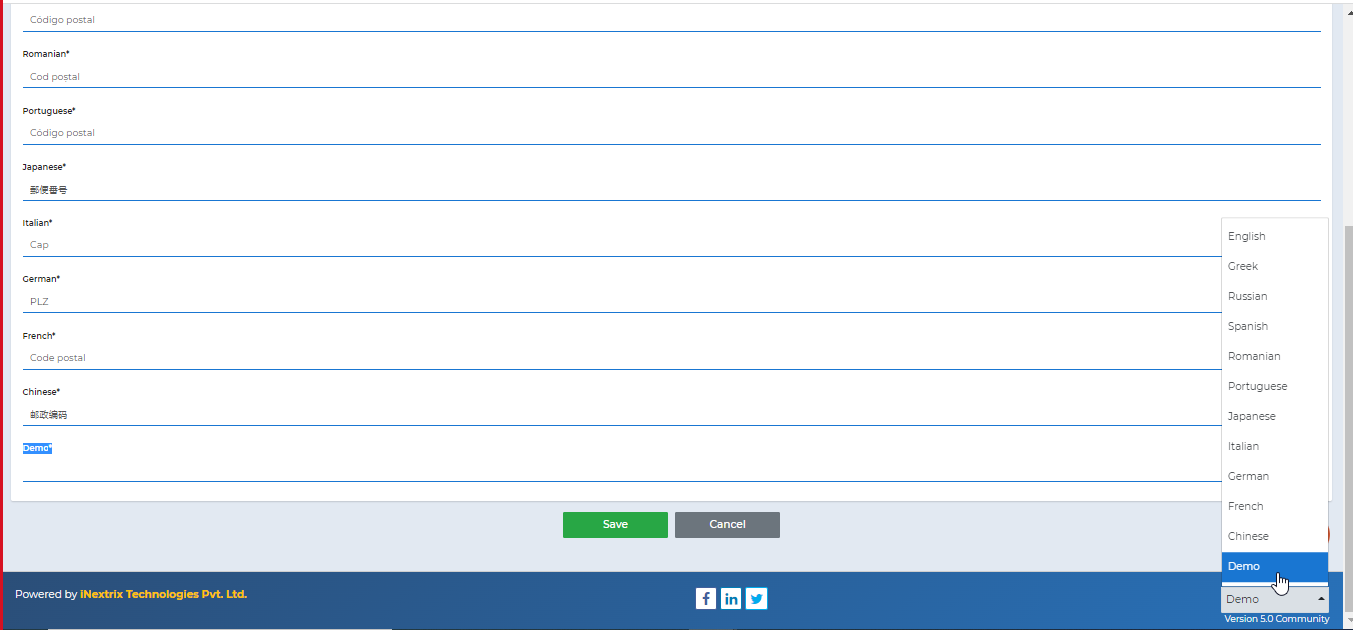 Código postal
Romanian*
Cod postal
Portuguese*
Código postal
Japanese*
郵便番号
Italian*
Cap
German*
PLZ
French*
Code postal
Chinese*
邮政编码
Demo*
Save
Cancel
English
Greek
Russian
Spanish
Romanian
Portuguese
Japanese
Italian
German
French
Chinese
Demo
Demo
Powered by iNextrix Technologies Pvt. Ltd.
Version 5.0 Community